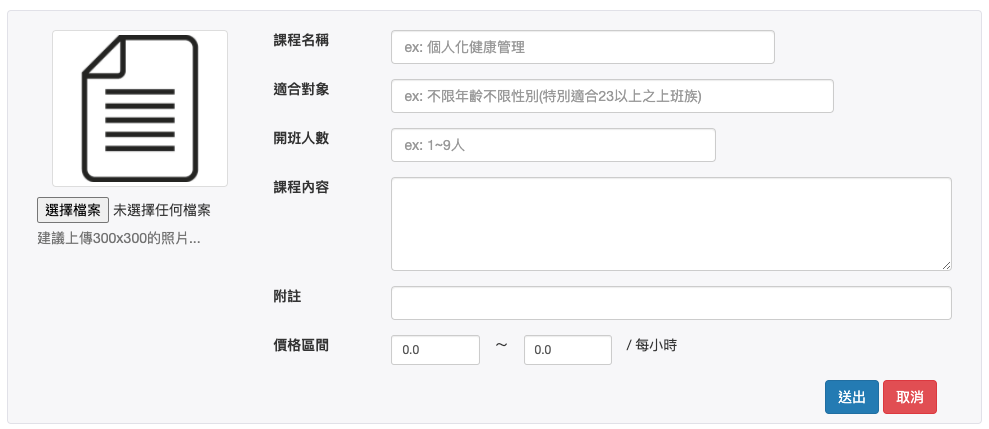 課程名稱
ex: 個人化健康管理
適合對象
ex: 不限年齡不限性別(特別適合23以上之上班族)
開班人數
ex: 1~9人
課程內容
選擇檔案 未選擇任何檔案
建議上傳300x300的照片...
附註
價格區間
0.0 ～ 0.0 / 每小時
送出 取消